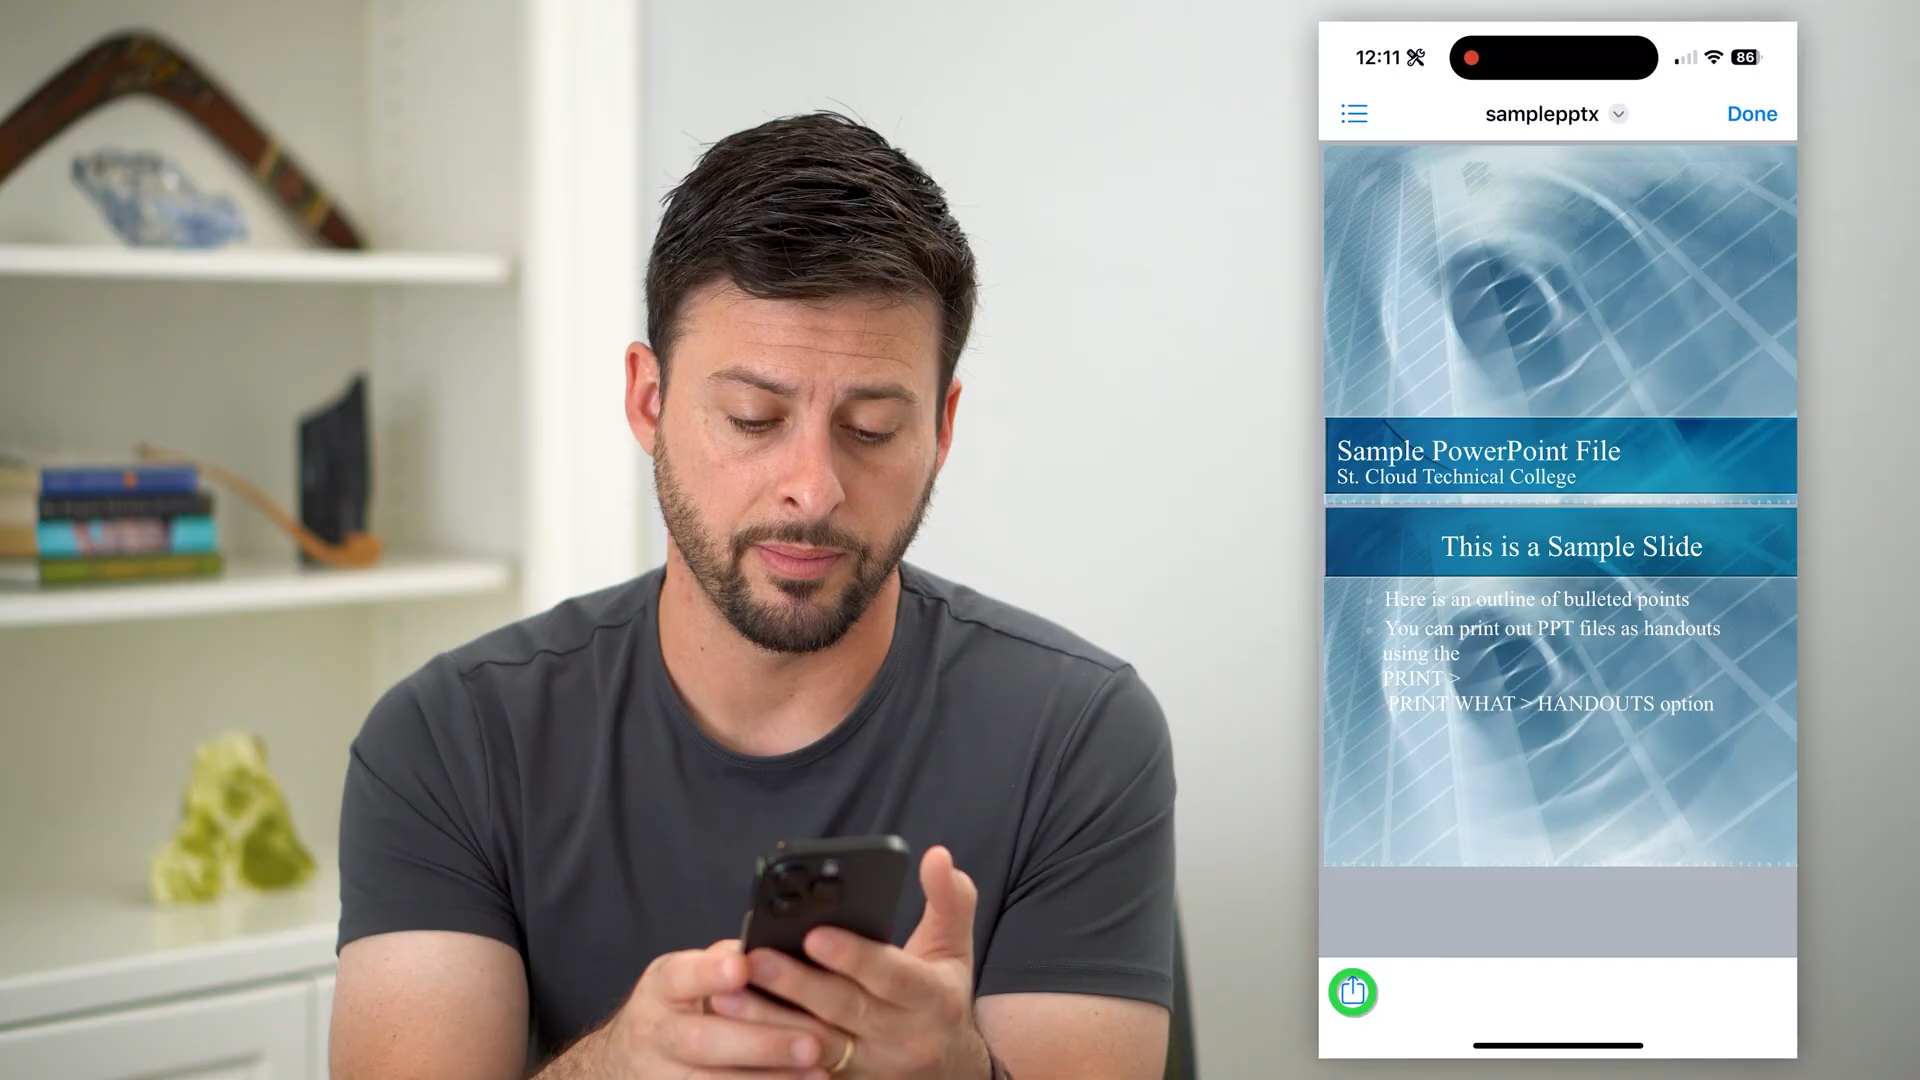 12:11
86
samplepptx
Done
Sample PowerPoint File
St. Cloud Technical College
This is a Sample Slide
Here is an outline of bulleted points
You can print out PPT files as handouts
using the
PRINT >
PRINT WHAT > HANDOUTS option